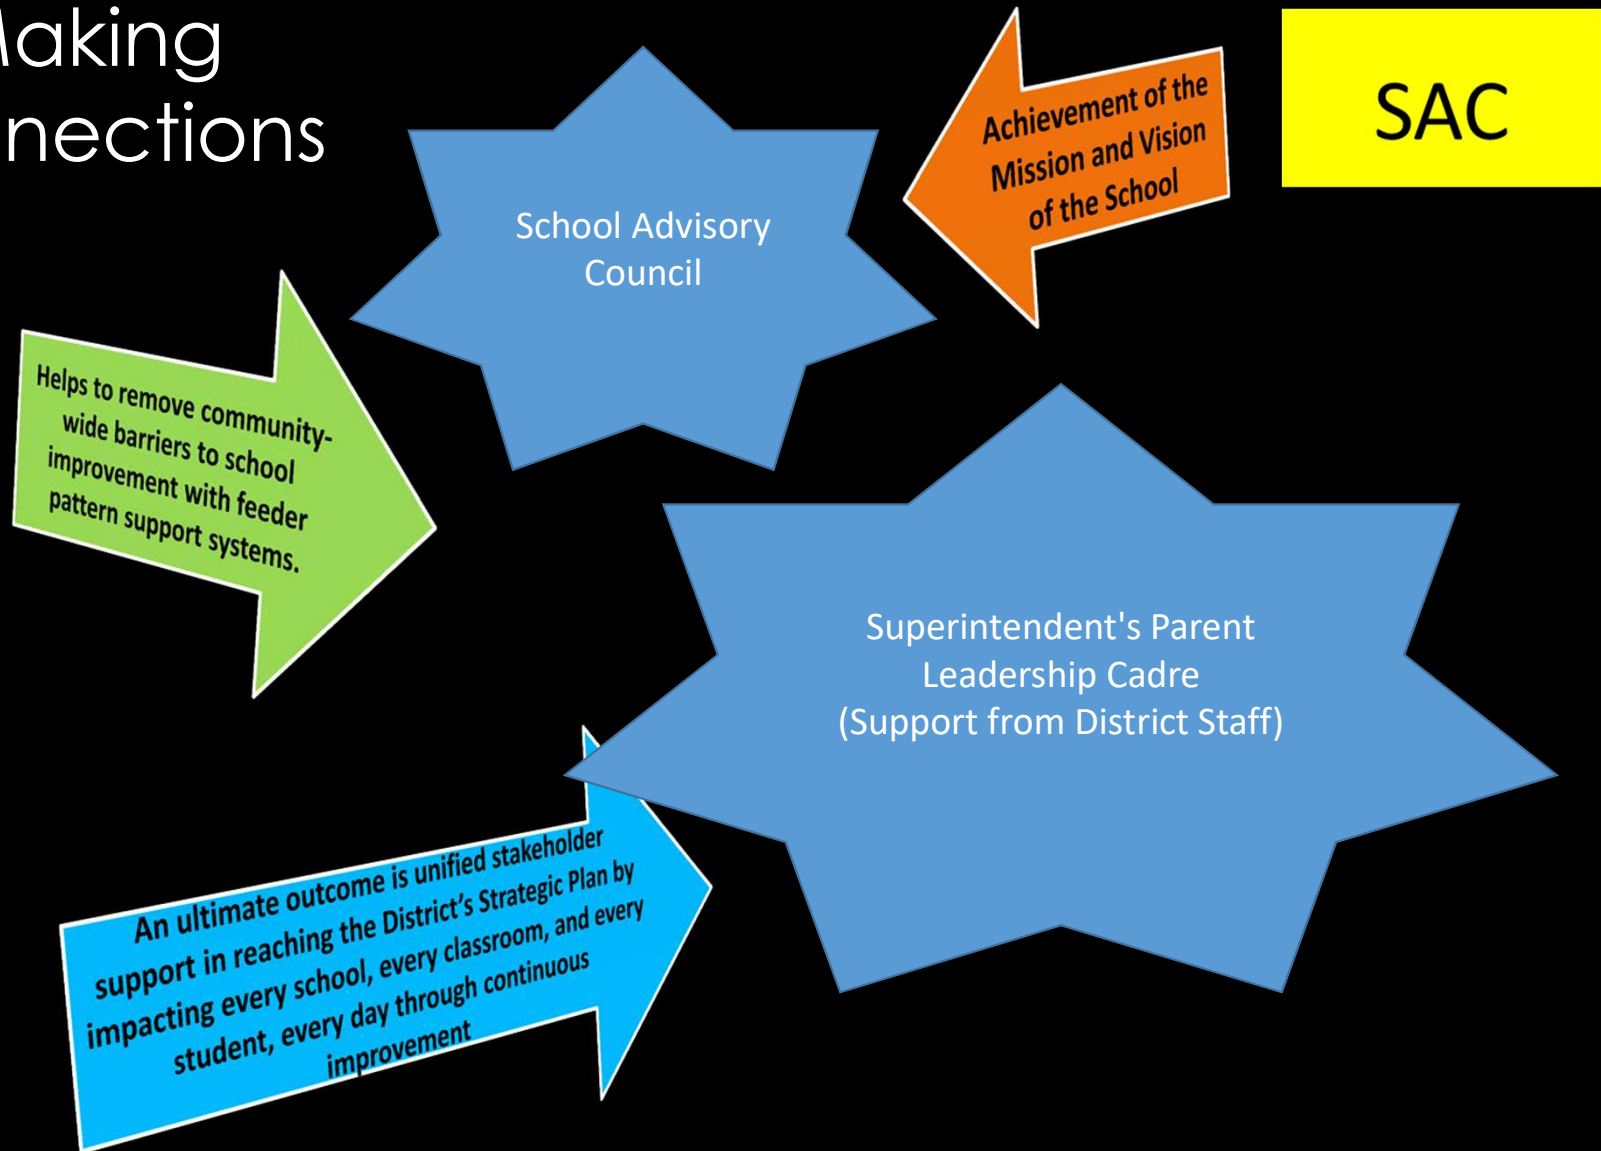 Making
nections
School Advisory
Council
Achievement of the
Mission and Vision
of the School
SAC
Helps to remove community-
wide barriers to school
improvement with feeder
pattern support systems.
Superintendent's Parent
Leadership Cadre
(Support from District Staff)
An ultimate outcome is unified stakeholder
support in reaching the District’s Strategic Plan by
impacting every school, every classroom, and every
student, every day through continuous
improvement